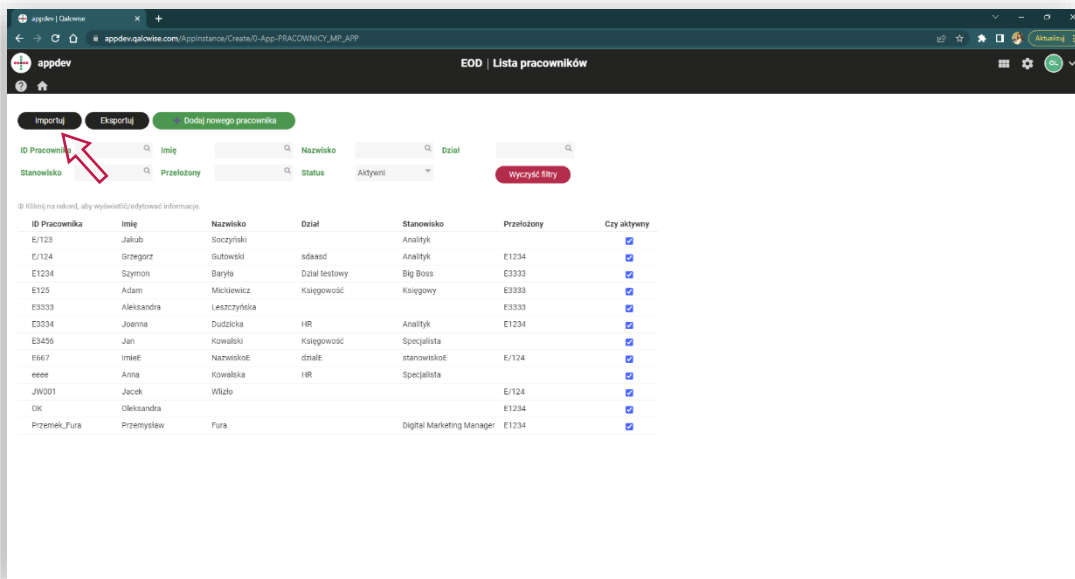 appdev | Qalcwise
appdev.qalcwise.com/AppInstance/Create/0-App-PRACOWNICY_MP_APP
Aktualizuj
appdev
EOD | Lista pracowników
OL
Importuj Eksportuj + Dodaj nowego pracownika
ID Pracownika Imię Nazwisko Dział
Stanowisko Przełożony Status Aktywni Wyczyść filtry
Kliknij na rekord, aby wyświetlić/edytować informacje.
ID Pracownika Imię Nazwisko Dział Stanowisko Przełożony Czy aktywny
E/123 Jakub Soczyński Analityk
E/124 Grzegorz Gutowski sdaasd Analityk E1234
E1234 Szymon Baryła Dzial testowy Big Boss E3333
E125 Adam Mickiewicz Księgowość Księgowy E3333
E3333 Aleksandra Leszczyńska E3333
E3334 Joanna Dudzicka HR Analityk E1234
E3456 Jan Kowalski Księgowość Specjalista
E667 ImieE NazwiskoE dzialE stanowiskoE E/124
eeee Anna Kowalska HR Specjalista
JW001 Jacek Wlizło E/124
OK Oleksandra E1234
Przemek_Fura Przemysław Fura Digital Marketing Manager E1234